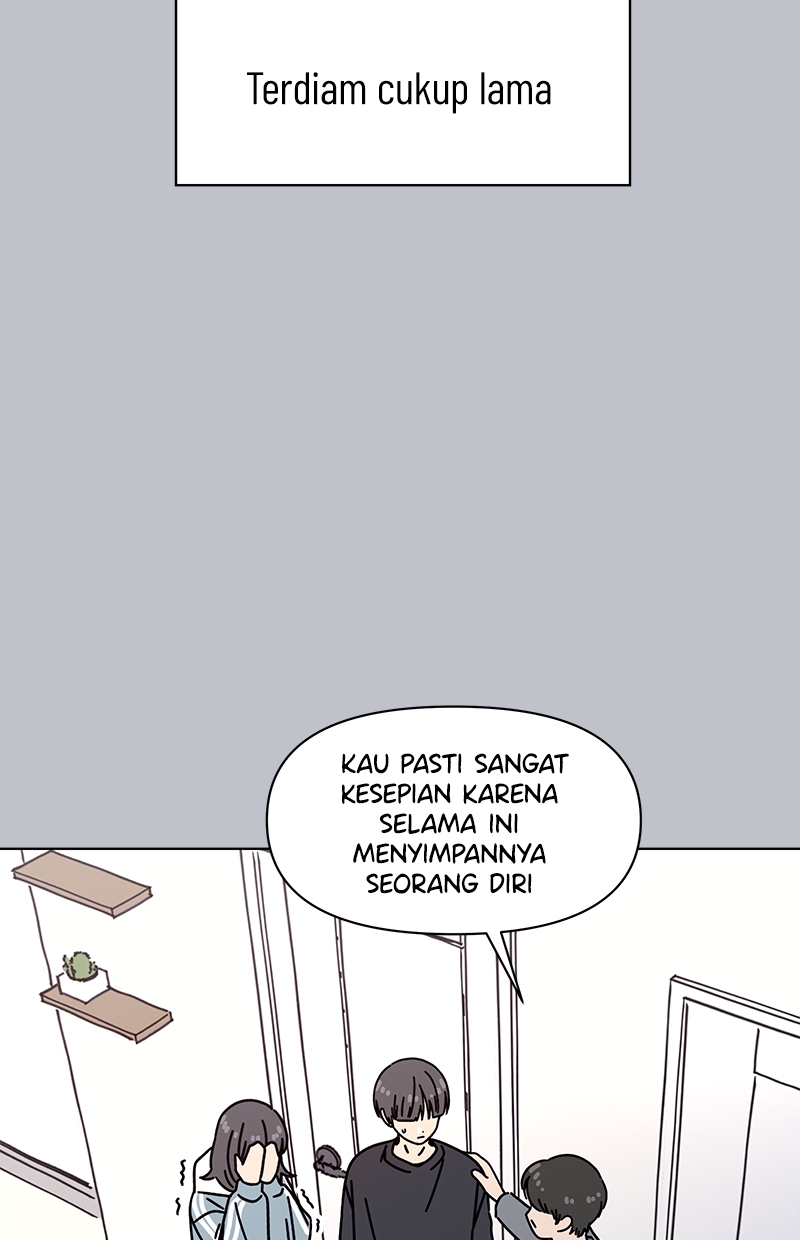 Terdiam cukup lama
KAU PASTI SANGAT
KESEPIAN KARENA
SELAMA INI
MENYIMPANNYA
SEORANG DIRI